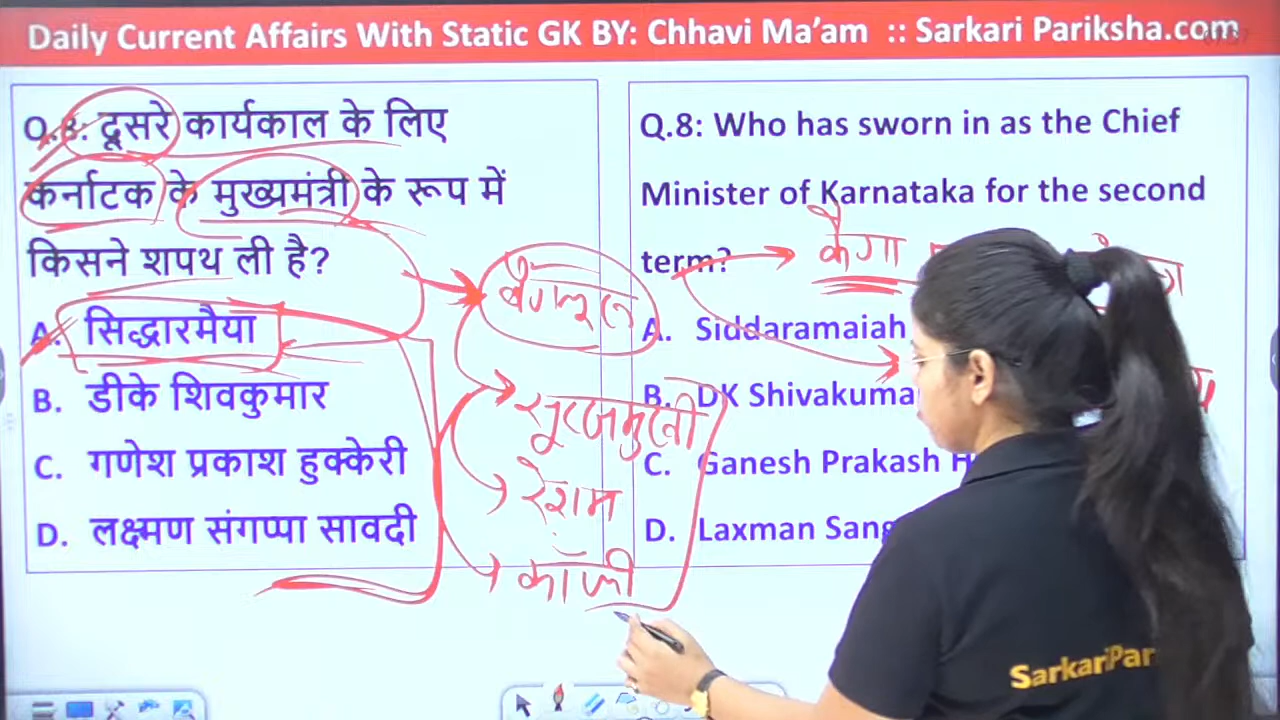 Daily Current Affairs With Static GK BY: Chhavi Ma'am :: Sarkari Pariksha.com
Q.8: दूसरे कार्यकाल के लिए
कर्नाटक के मुख्यमंत्री के रूप में
किसने शपथ ली है?
A. सिद्धारमैया
B. डीके शिवकुमार
C. गणेश प्रकाश हुक्केरी
D. लक्ष्मण संगप्पा सावदी
Q.8: Who has sworn in as the Chief
Minister of Karnataka for the second
term?
A. Siddaramaiah
B. DK Shivakuma
C. Ganesh Prakash H
D. Laxman Sang
कैगा
सूरजमुखी
रेशम
कॉफी
SarkariPar